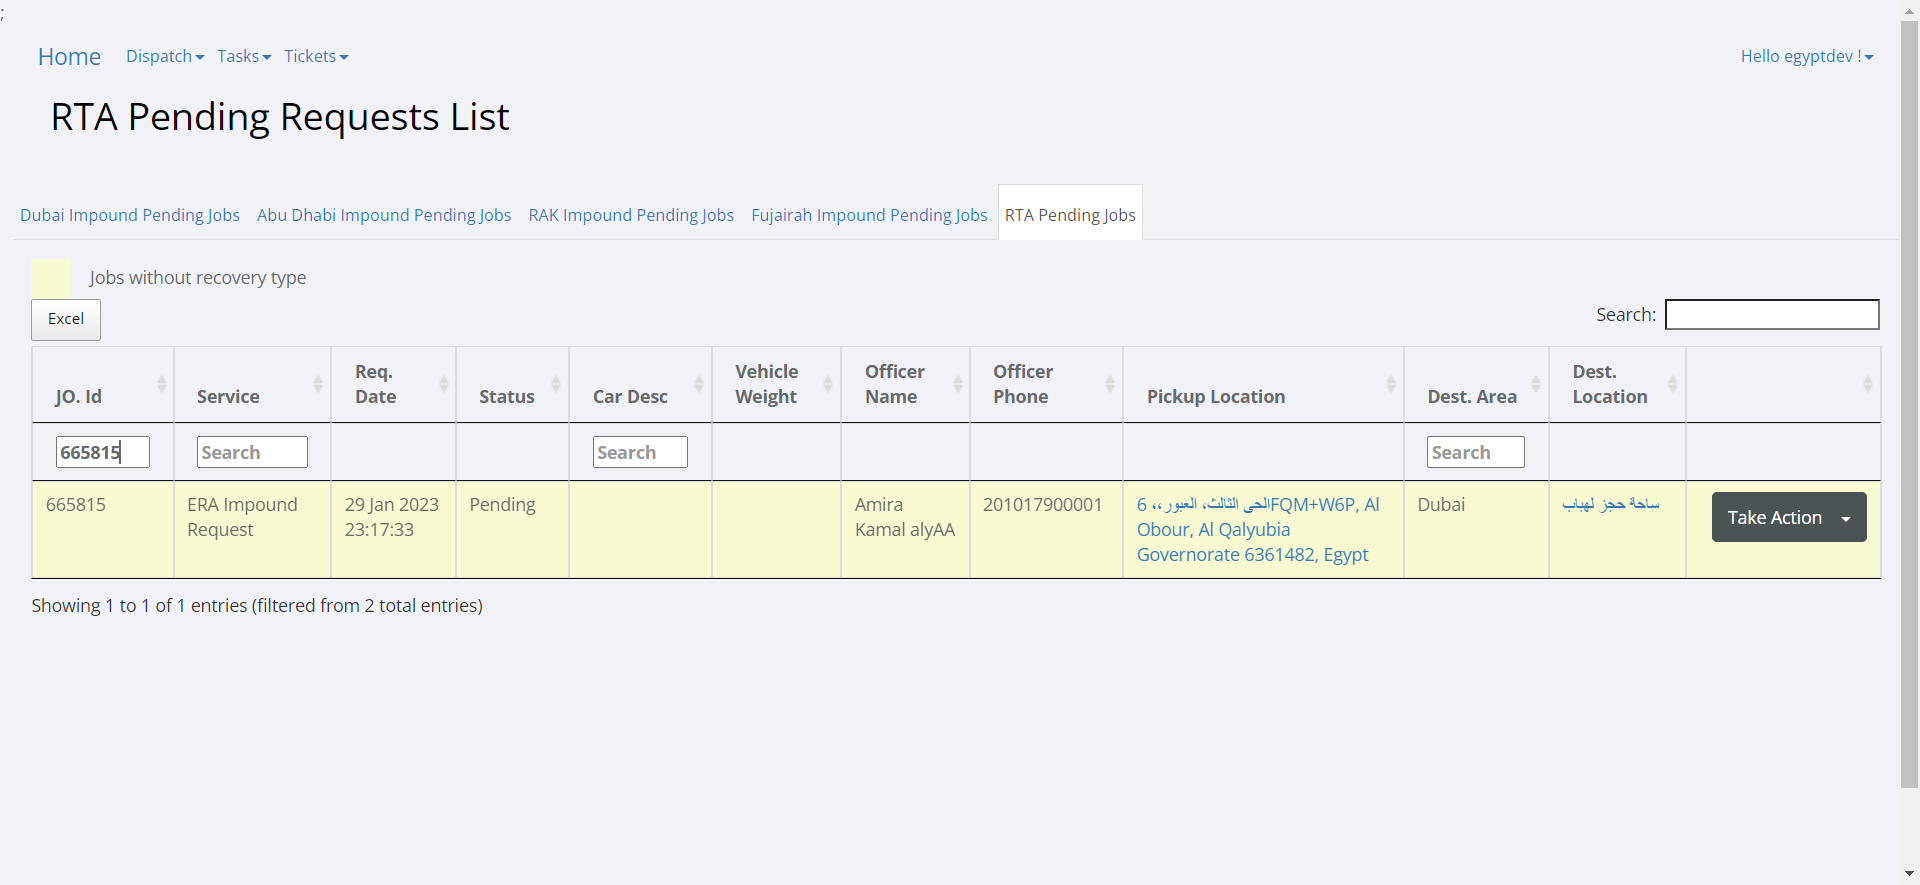 ;
Home Dispatch Tasks Tickets Hello egyptdev !
RTA Pending Requests List
Dubai Impound Pending Jobs Abu Dhabi Impound Pending Jobs RAK Impound Pending Jobs Fujairah Impound Pending Jobs RTA Pending Jobs
Jobs without recovery type
Excel
Search:
JO. Id
Service
Req.
Date
Status
Car Desc
Vehicle
Weight
Officer
Name
Officer
Phone
Pickup Location
Dest. Area
Dest.
Location
665815
Search
Search
Search
665815
ERA Impound
Request
29 Jan 2023
23:17:33
Pending
Amira
Kamal alyAA
201017900001
6 الحى الثالث، العبور،، FQM+W6P, Al
Obour, Al Qalyubia
Governorate 6361482, Egypt
Dubai
ساحة حجز لهباب
Take Action
Showing 1 to 1 of 1 entries (filtered from 2 total entries)